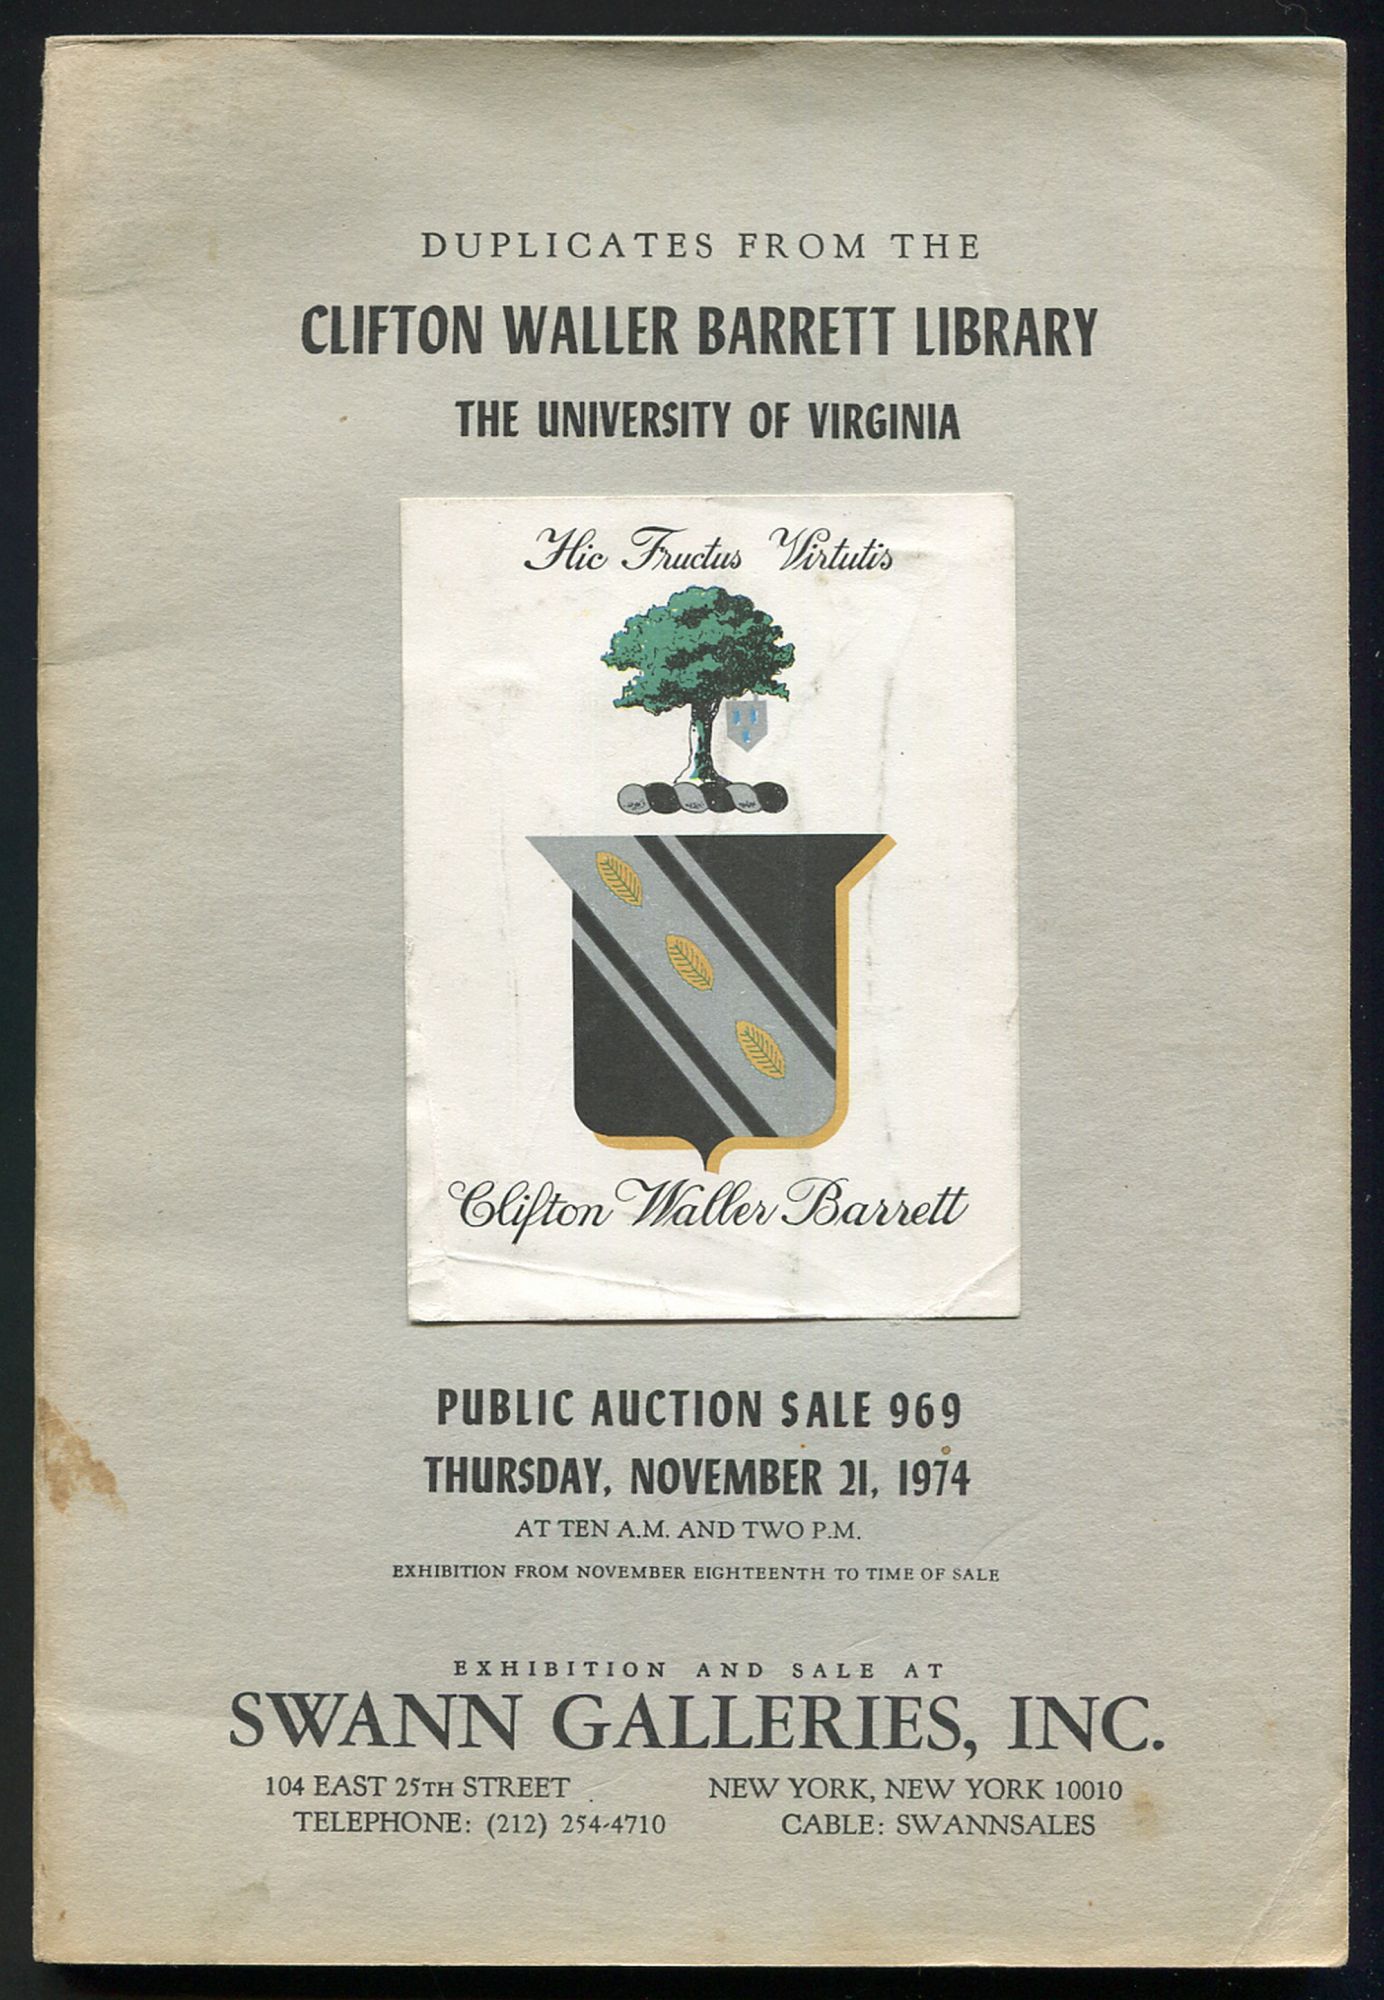 DUPLICATES FROM THE
CLIFTON WALLER BARRETT LIBRARY
THE UNIVERSITY OF VIRGINIA
Hic Fructus Virtutis
Clifton Waller Barrett
PUBLIC AUCTION SALE 969
THURSDAY, NOVEMBER 21, 1974
AT TEN A.M. AND TWO P.M.
EXHIBITION FROM NOVEMBER EIGHTEENTH TO TIME OF SALE
EXHIBITION AND SALE AT
SWANN GALLERIES, INC.
104 EAST 25TH STREET NEW YORK, NEW YORK 10010
TELEPHONE: (212) 254-4710 CABLE: SWANNSALES